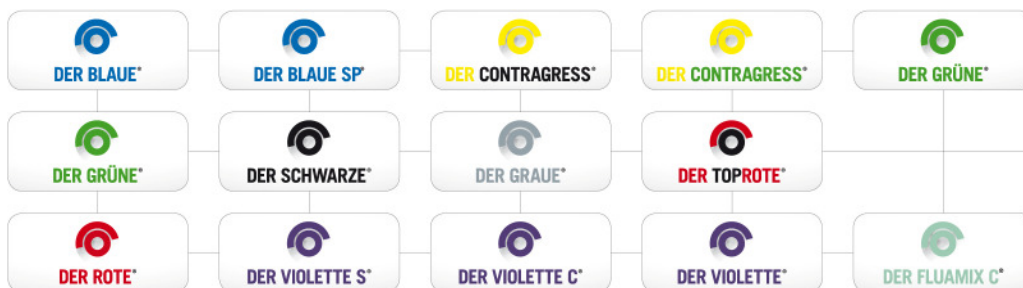 DER BLAUE®
DER BLAUE SP®
DER CONTRAGRESS®
DER CONTRAGRESS®
DER GRÜNE®
DER GRÜNE®
DER SCHWARZE®
DER GRAUE®
DER TOPROTE®
DER ROTE®
DER VIOLETTE S®
DER VIOLETTE C®
DER VIOLETTE®
DER FLUAMIX C®